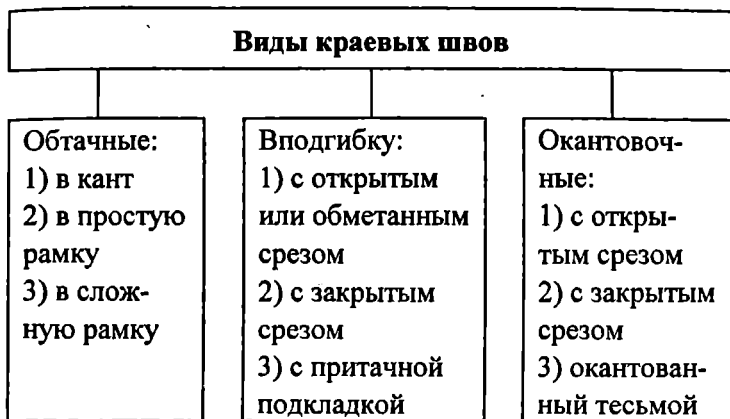 Виды краевых швов
Обтачные:
1) в кант
2) в простую
рамку
3) в слож-
ную рамку
Вподгибку:
1) с открытым
или обметанным
срезом
2) с закрытым
срезом
3) с притачной
подкладкой
Окантовоч-
ные:
1) с откры-
тым срезом
2) с закрытым
срезом
3) окантован-
ный тесьмой